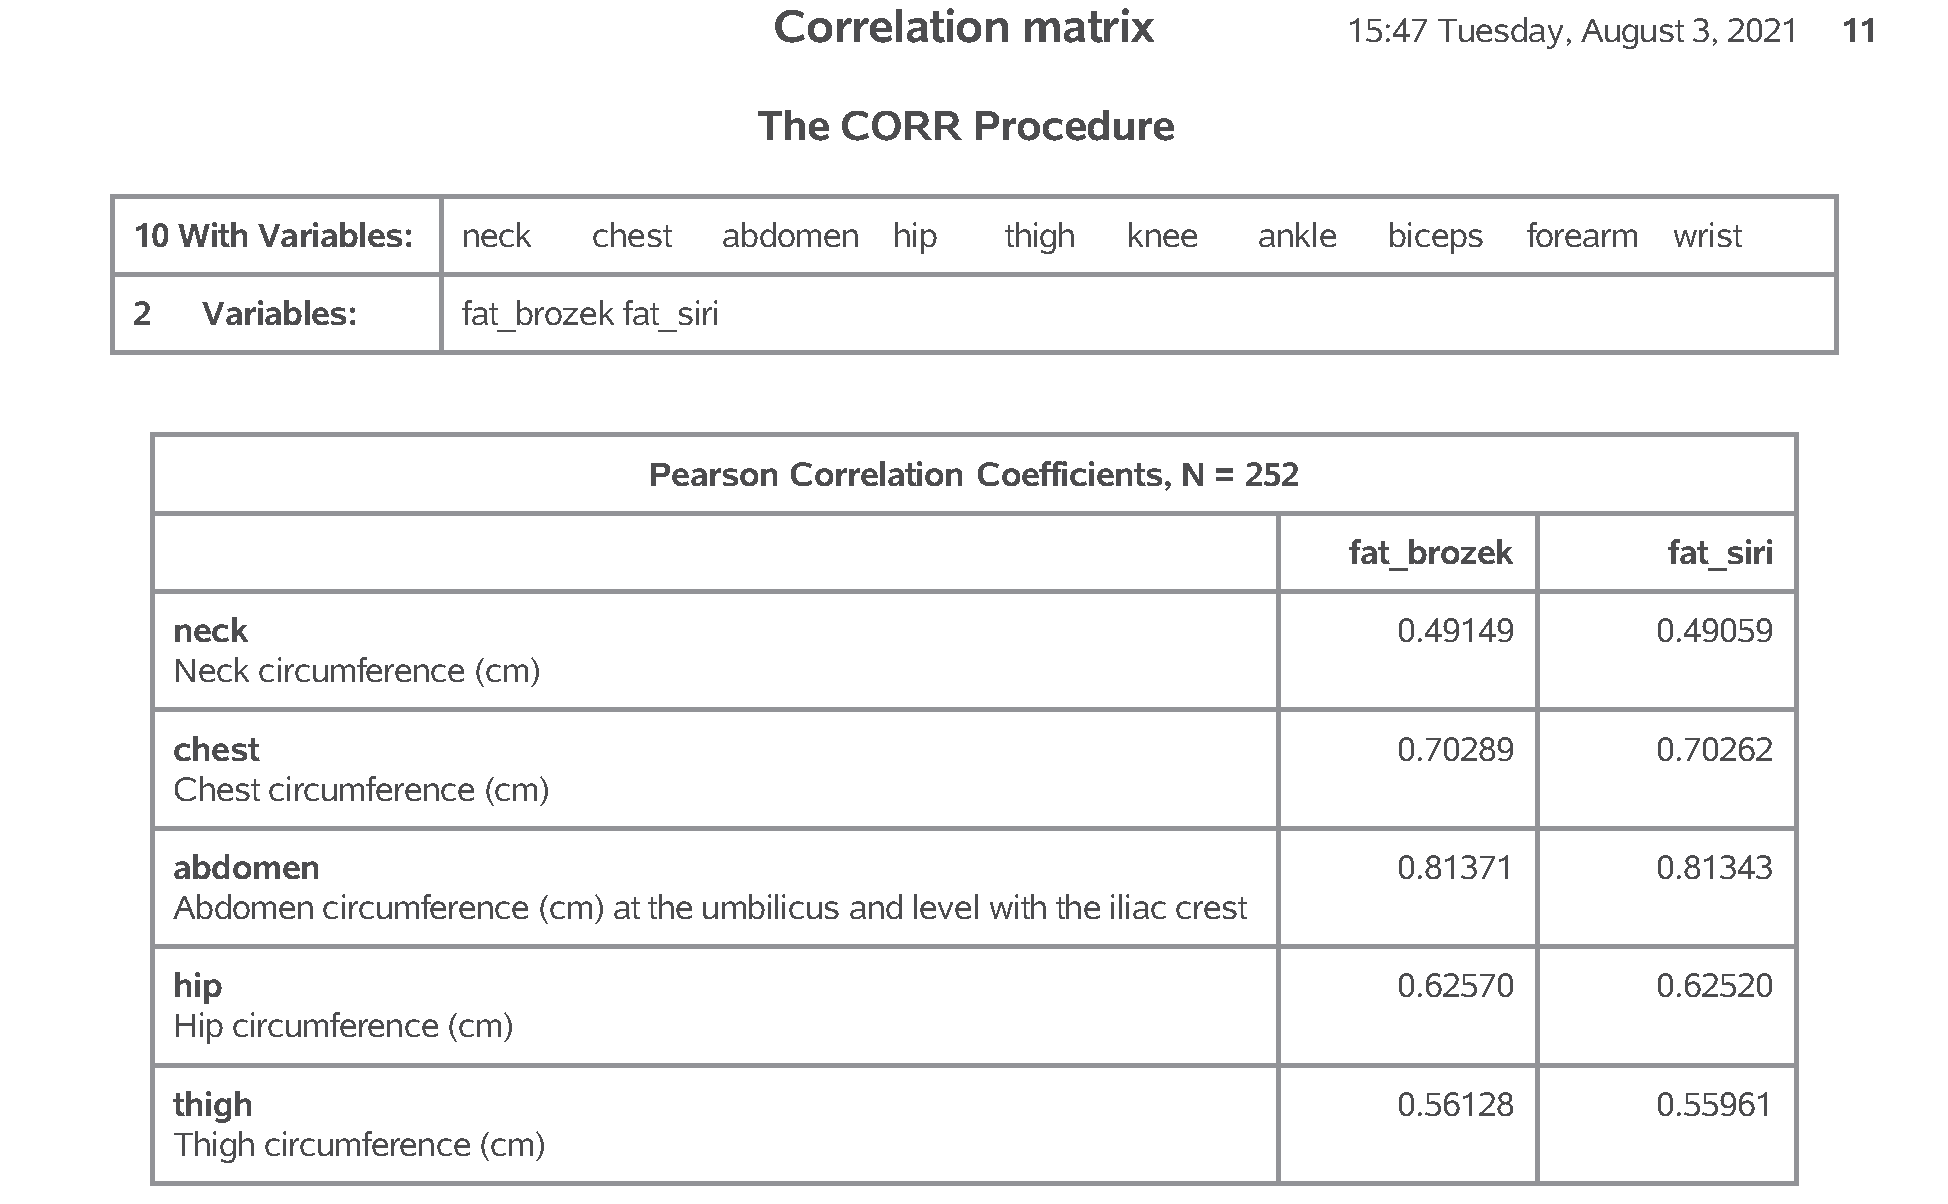 Correlation matrix 15:47 Tuesday, August 3, 2021 11
The CORR Procedure
10 With Variables: neck chest abdomen hip thigh knee ankle biceps forearm wrist
2 Variables: fat_brozek fat_siri
Pearson Correlation Coefficients, N = 252
fat_brozek fat_siri
neck 0.49149 0.49059
Neck circumference (cm)
chest 0.70289 0.70262
Chest circumference (cm)
abdomen 0.81371 0.81343
Abdomen circumference (cm) at the umbilicus and level with the iliac crest
hip 0.62570 0.62520
Hip circumference (cm)
thigh 0.56128 0.55961
Thigh circumference (cm)